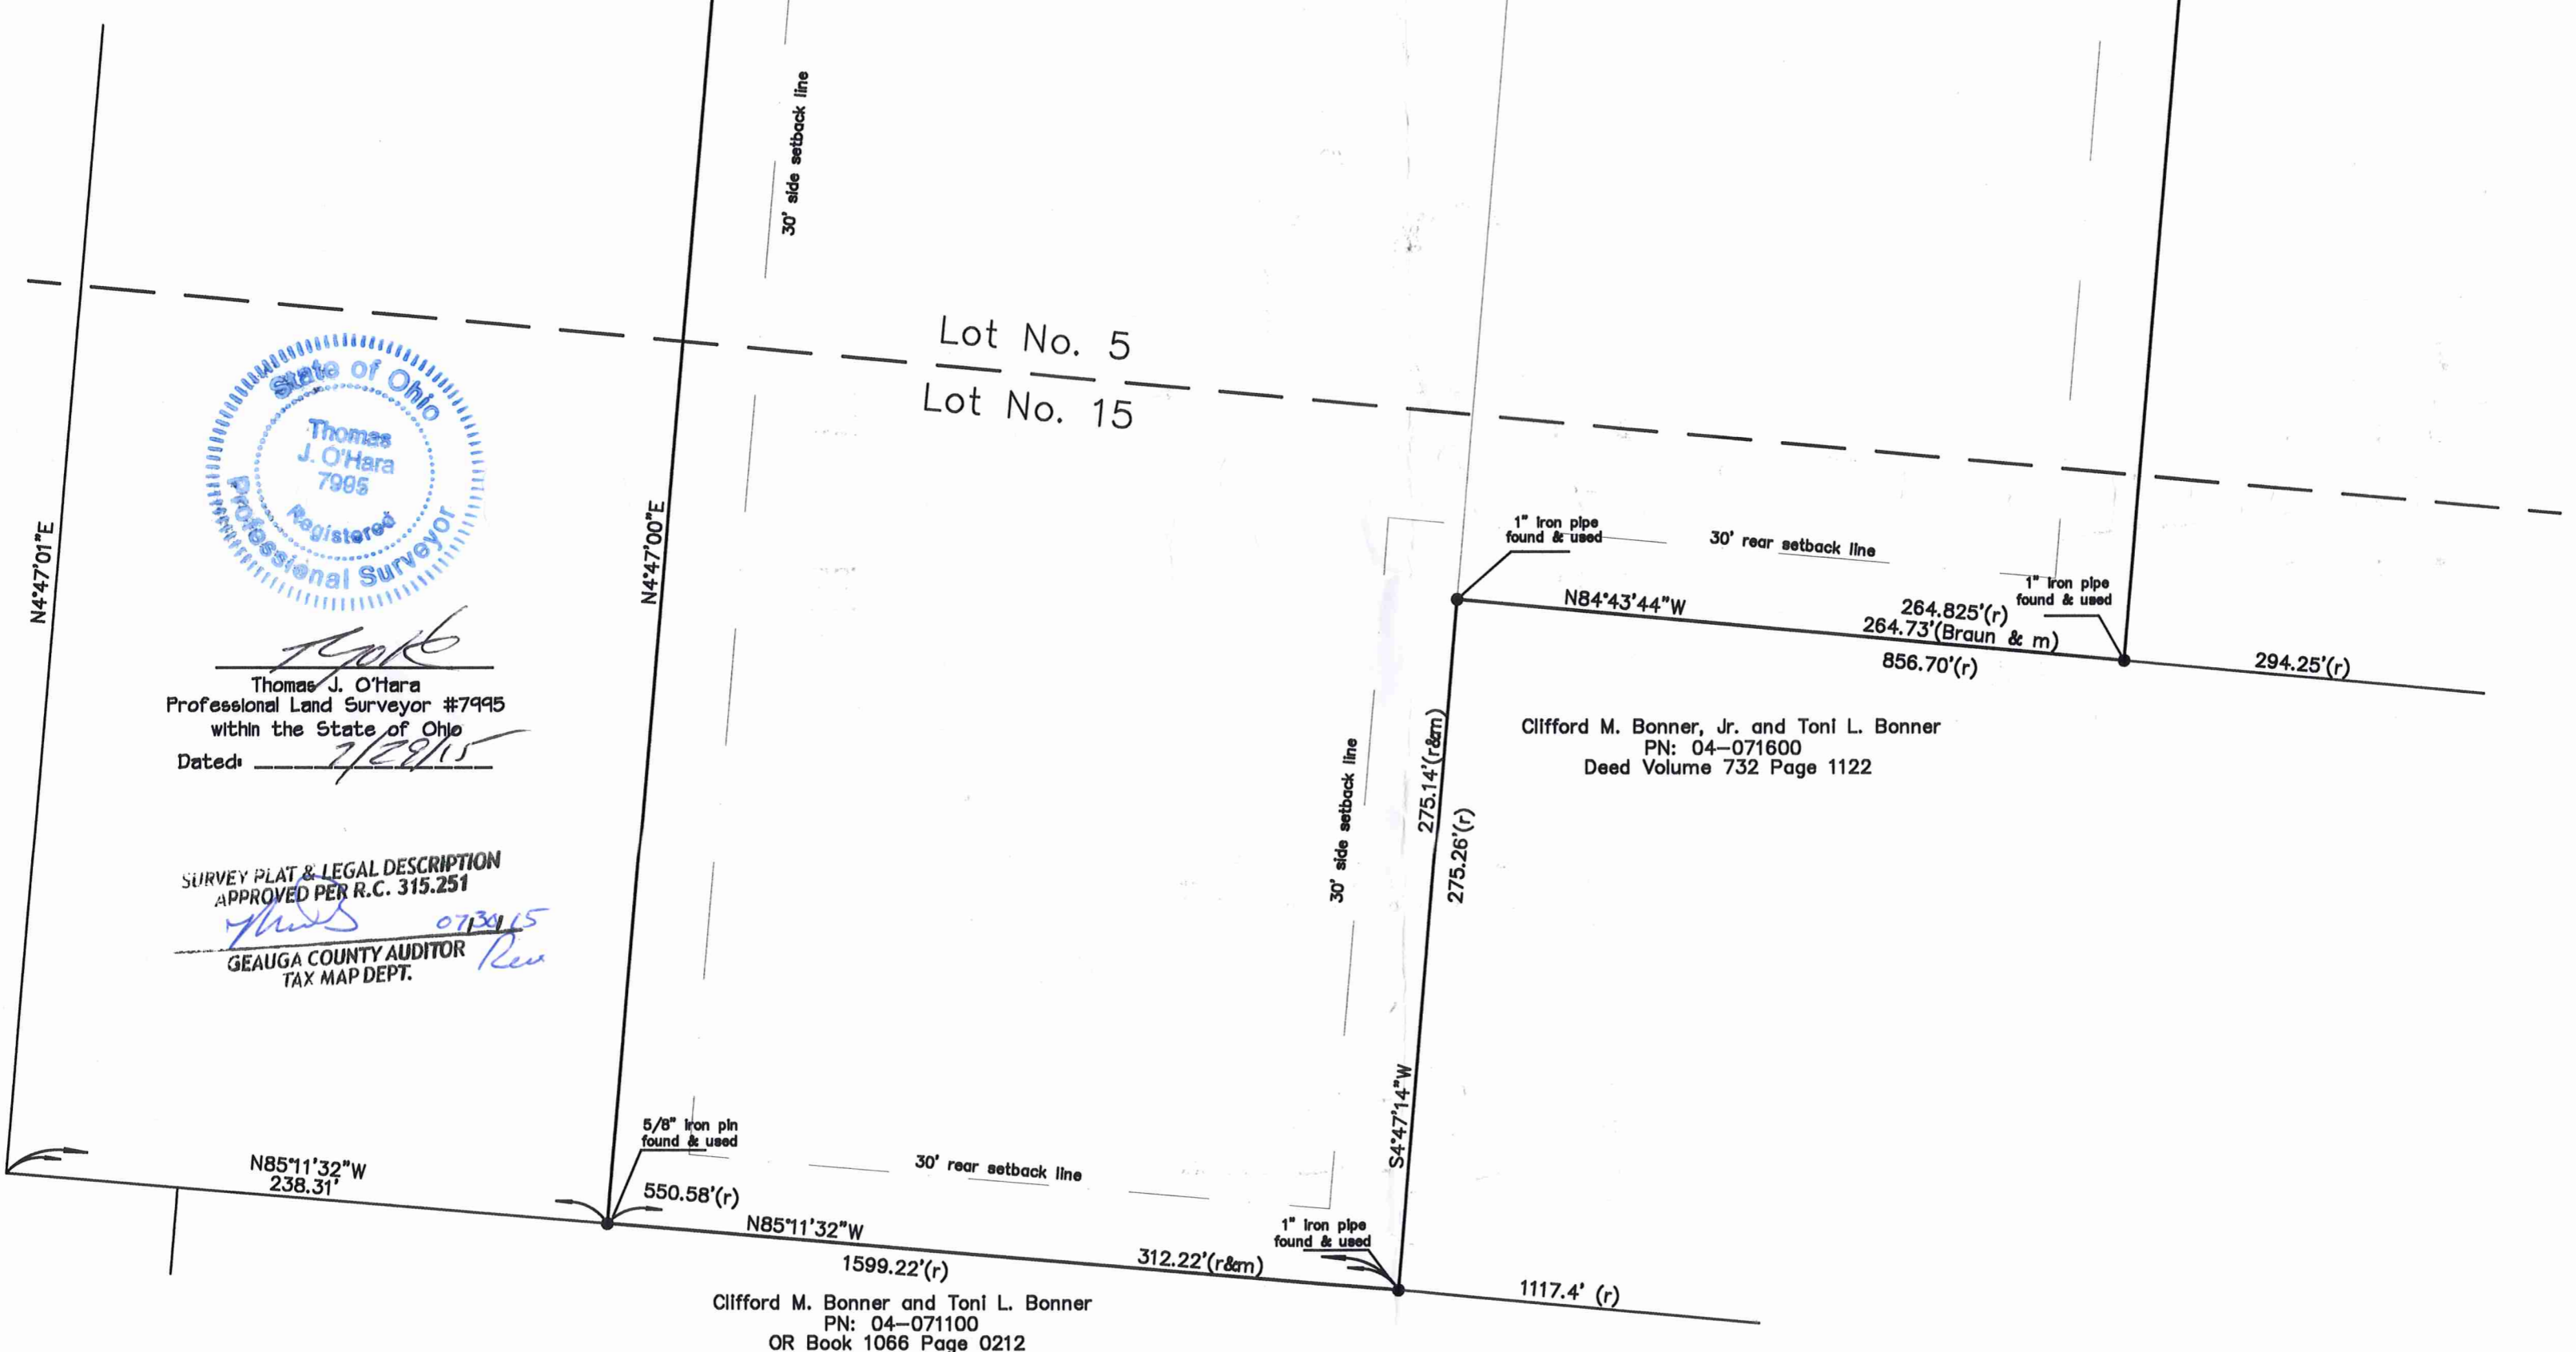 30' side setback line
Lot No. 5
Lot No. 15
State of Ohio
Thomas
J. O'Hara
7995
Registered
Professional Surveyor
N4°47'01"E
N4°47'00"E
1" iron pipe
found & used
30' rear setback line
1" iron pipe
found & used
N84°43'44"W
264.825'(r)
264.73'(Braun & m)
856.70'(r)
294.25'(r)
Thomas J. O'Hara
Professional Land Surveyor #7995
within the State of Ohio
Dated: 7/29/15
Clifford M. Bonner, Jr. and Toni L. Bonner
PN: 04-071600
Deed Volume 732 Page 1122
30' side setback line
275.14'(r&m)
275.26'(r)
S4°47'14"W
SURVEY PLAT & LEGAL DESCRIPTION
APPROVED PER R.C. 315.251
07/30/15
GEAUGA COUNTY AUDITOR
TAX MAP DEPT.
5/8" iron pin
found & used
30' rear setback line
N85°11'32"W
238.31'
550.58'(r)
N85°11'32"W
1599.22'(r)
312.22'(r&m)
1" iron pipe
found & used
1117.4' (r)
Clifford M. Bonner and Toni L. Bonner
PN: 04-071100
OR Book 1066 Page 0212